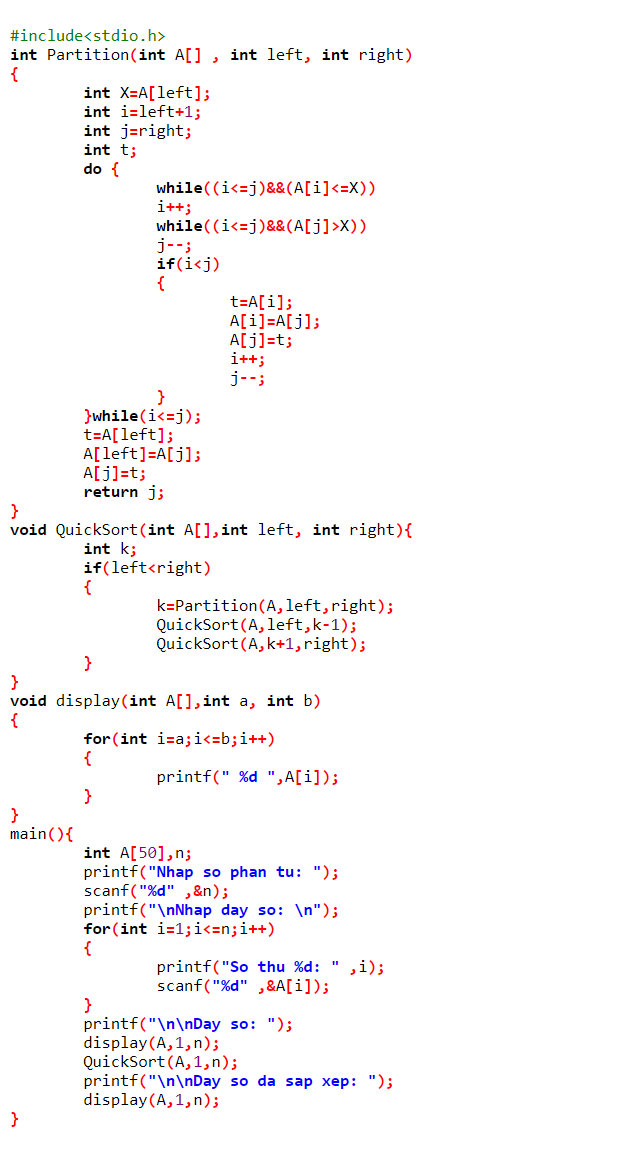 #include<stdio.h>
int Partition(int A[] , int left, int right)
{
        int X=A[left];
        int i=left+1;
        int j=right;
        int t;
        do {
                while((i<=j)&&(A[i]<=X))
                i++;
                while((i<=j)&&(A[j]>X))
                j--;
                if(i<j)
                {
                        t=A[i];
                        A[i]=A[j];
                        A[j]=t;
                        i++;
                        j--;
                }
        }while(i<=j);
        t=A[left];
        A[left]=A[j];
        A[j]=t;
        return j;
}
void QuickSort(int A[],int left, int right){
        int k;
        if(left<right)
        {
                k=Partition(A,left,right);
                QuickSort(A,left,k-1);
                QuickSort(A,k+1,right);
        }
}
void display(int A[],int a, int b)
{
        for(int i=a;i<=b;i++)
        {
                printf(" %d ",A[i]);
        }
}
main(){
        int A[50],n;
        printf("Nhap so phan tu: ");
        scanf("%d" ,&n);
        printf("\nNhap day so: \n");
        for(int i=1;i<=n;i++)
        {
                printf("So thu %d: " ,i);
                scanf("%d" ,&A[i]);
        }
        printf("\n\nDay so: ");
        display(A,1,n);
        QuickSort(A,1,n);
        printf("\n\nDay so da sap xep: ");
        display(A,1,n);
}